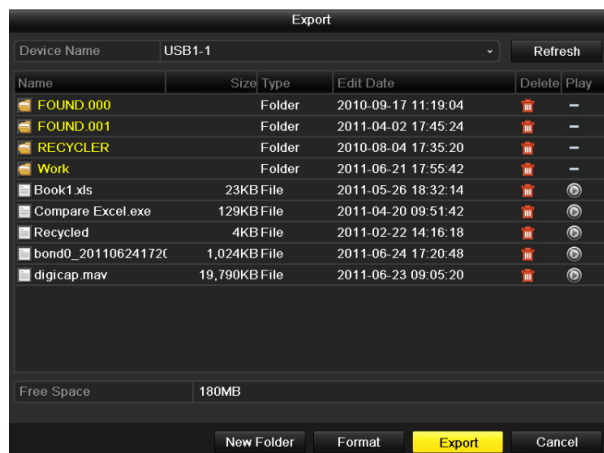 Export
Device Name USB1-1 Refresh
Name Size Type Edit Date Delete Play
FOUND.000 Folder 2010-09-17 11:19:04 –
FOUND.001 Folder 2011-04-02 17:45:24 –
RECYCLER Folder 2010-08-04 17:35:20 –
Work Folder 2011-06-21 17:55:42 –
Book1.xls 23KB File 2011-05-26 18:32:14
Compare Excel.exe 129KB File 2011-04-20 09:51:42
Recycled 4KB File 2011-02-22 14:16:18
bond0_201106241720 1,024KB File 2011-06-24 17:20:48
digicap.mav 19,790KB File 2011-06-23 09:05:20
Free Space 180MB
New Folder Format Export Cancel